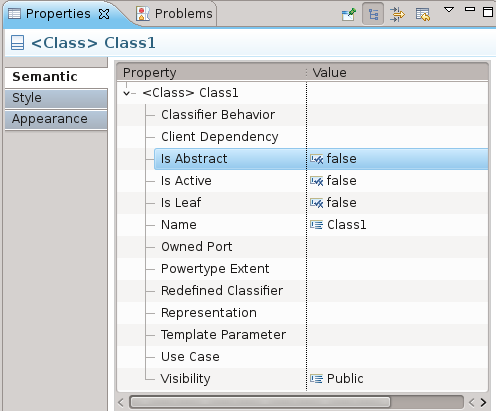 Properties Problems
<Class> Class1
Semantic
Style
Appearance
Property Value
<Class> Class1
Classifier Behavior
Client Dependency
Is Abstract false
Is Active false
Is Leaf false
Name Class1
Owned Port
Powertype Extent
Redefined Classifier
Representation
Template Parameter
Use Case
Visibility Public